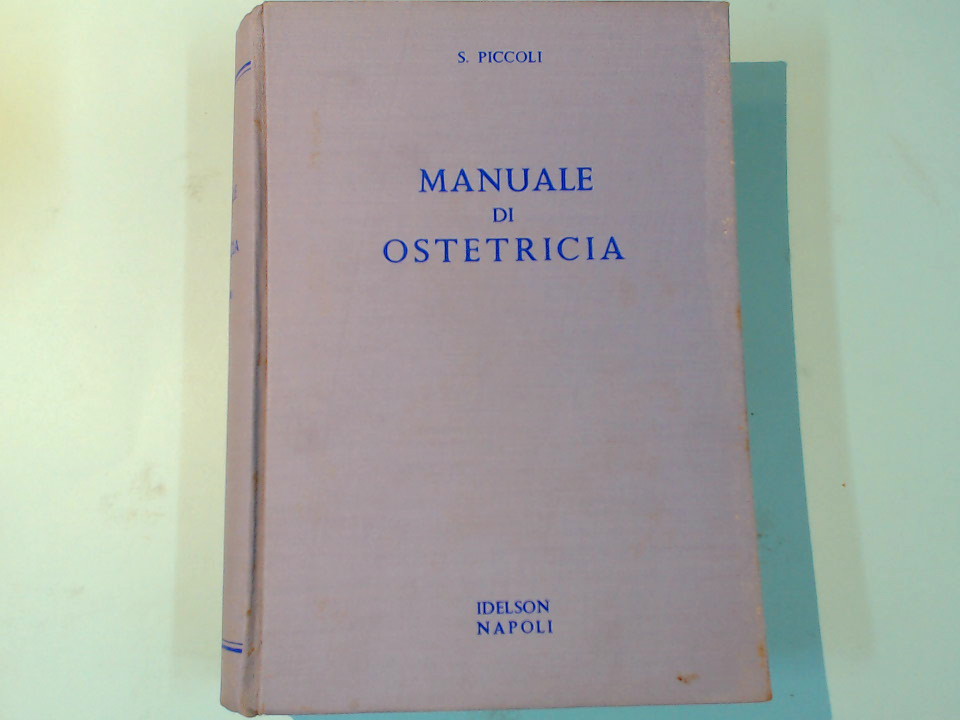 S. PICCOLI
MANUALE
DI
OSTETRICIA
IDELSON
NAPOLI